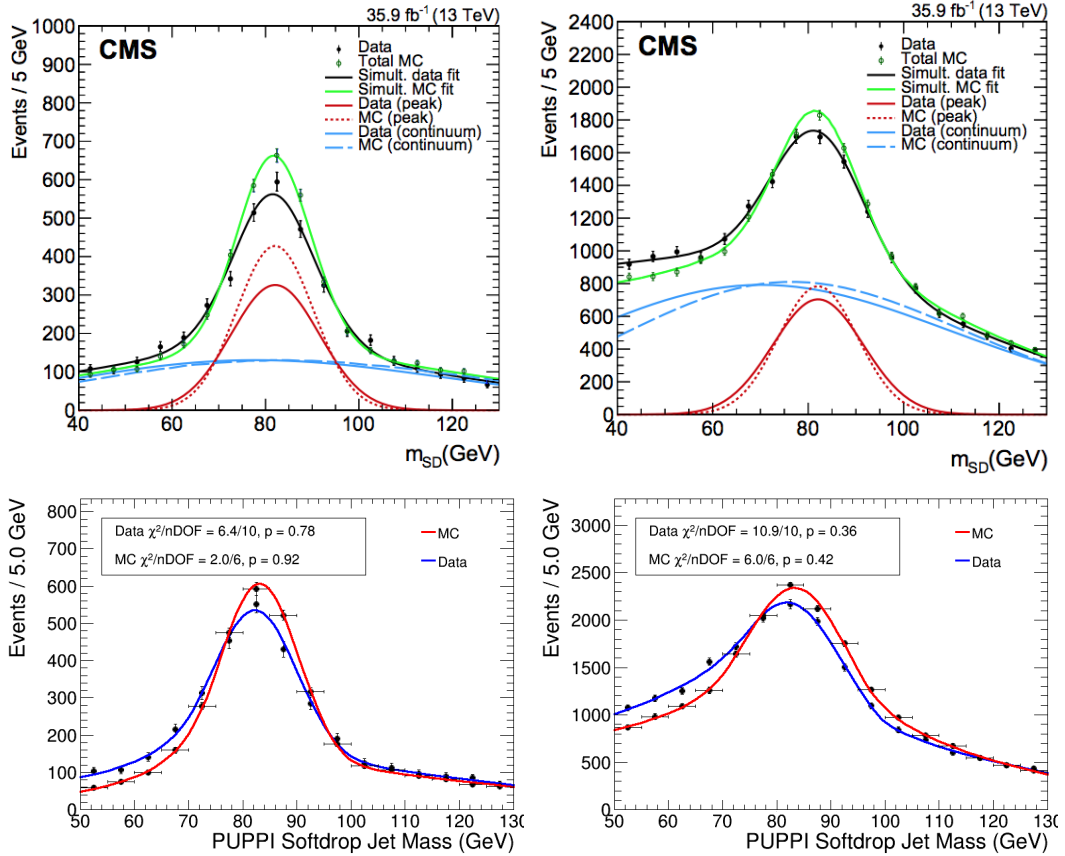 35.9 fb⁻¹ (13 TeV)
CMS
Data
Total MC
Simult. data fit
Simult. MC fit
Data (peak)
MC (peak)
Data (continuum)
MC (continuum)
Events / 5 GeV
1000
900
800
700
600
500
400
300
200
100
0
40 60 80 100 120
m_SD(GeV)
35.9 fb⁻¹ (13 TeV)
CMS
Data
Total MC
Simult. data fit
Simult. MC fit
Data (peak)
MC (peak)
Data (continuum)
MC (continuum)
Events / 5 GeV
2400
2200
2000
1800
1600
1400
1200
1000
800
600
400
800
0
40 60 80 100 120
m_SD(GeV)
Data χ²/nDOF = 6.4/10, p = 0.78
MC χ²/nDOF = 2.0/6, p = 0.92
MC
Data
Events / 5.0 GeV
800
700
600
500
400
300
200
100
0
50 60 70 80 90 100 110 120 130
PUPPI Softdrop Jet Mass (GeV)
Data χ²/nDOF = 10.9/10, p = 0.36
MC χ²/nDOF = 6.0/6, p = 0.42
MC
Data
Events / 5.0 GeV
3000
2500
2000
1500
1000
500
0
50 60 70 80 90 100 110 120 130
PUPPI Softdrop Jet Mass (GeV)